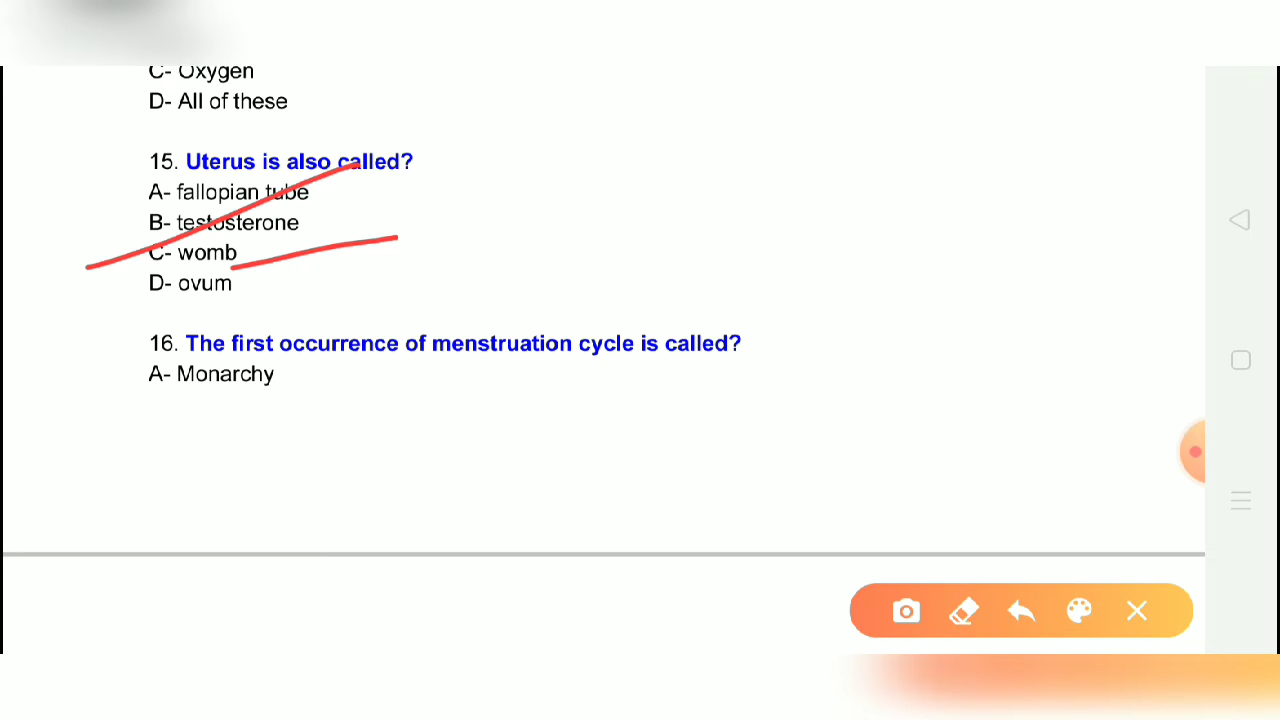 C- Oxygen
D- All of these
15. Uterus is also called?
A- fallopian tube
B- testosterone
C- womb
D- ovum
16. The first occurrence of menstruation cycle is called?
A- Monarchy